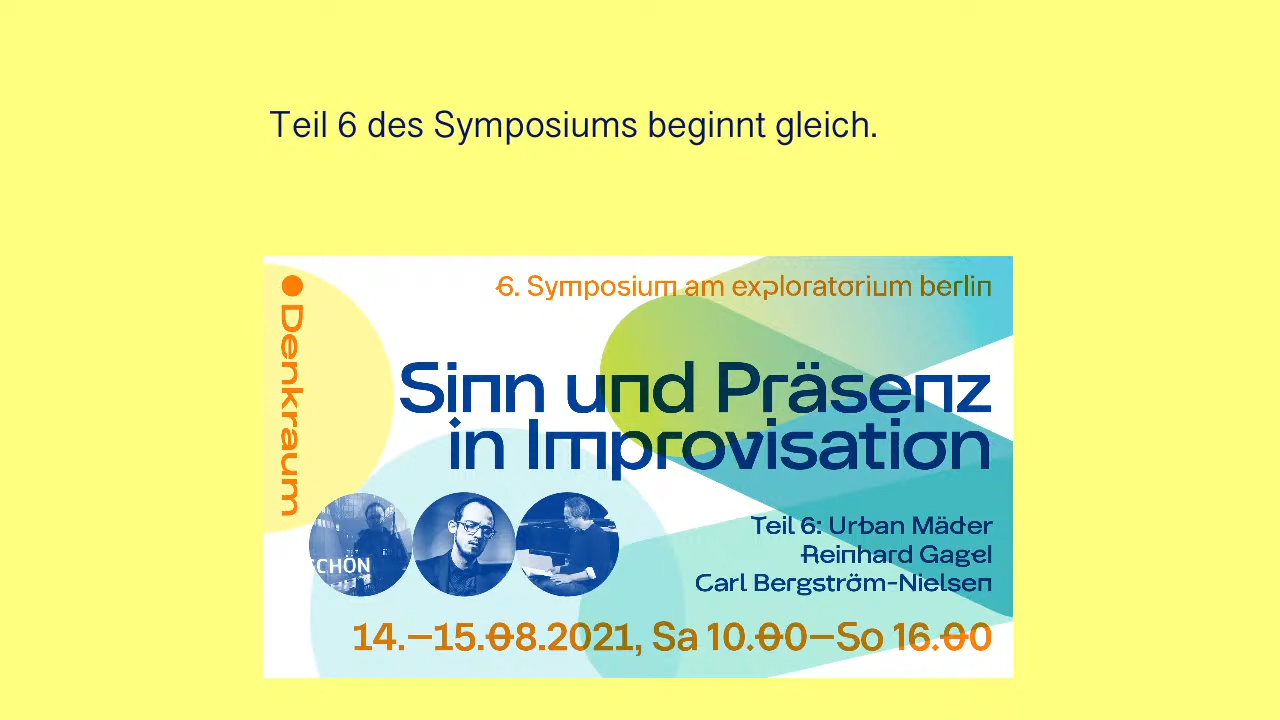 Teil 6 des Symposiums beginnt gleich.
6. Symposium am exploratorium berlin
Denkraum
Sinn und Präsenz
in Improvisation
SCHÖN
Teil 6: Urban Mäder
Reinhard Gagel
Carl Bergström-Nielsen
14.–15.08.2021, Sa 10.00–So 16.00